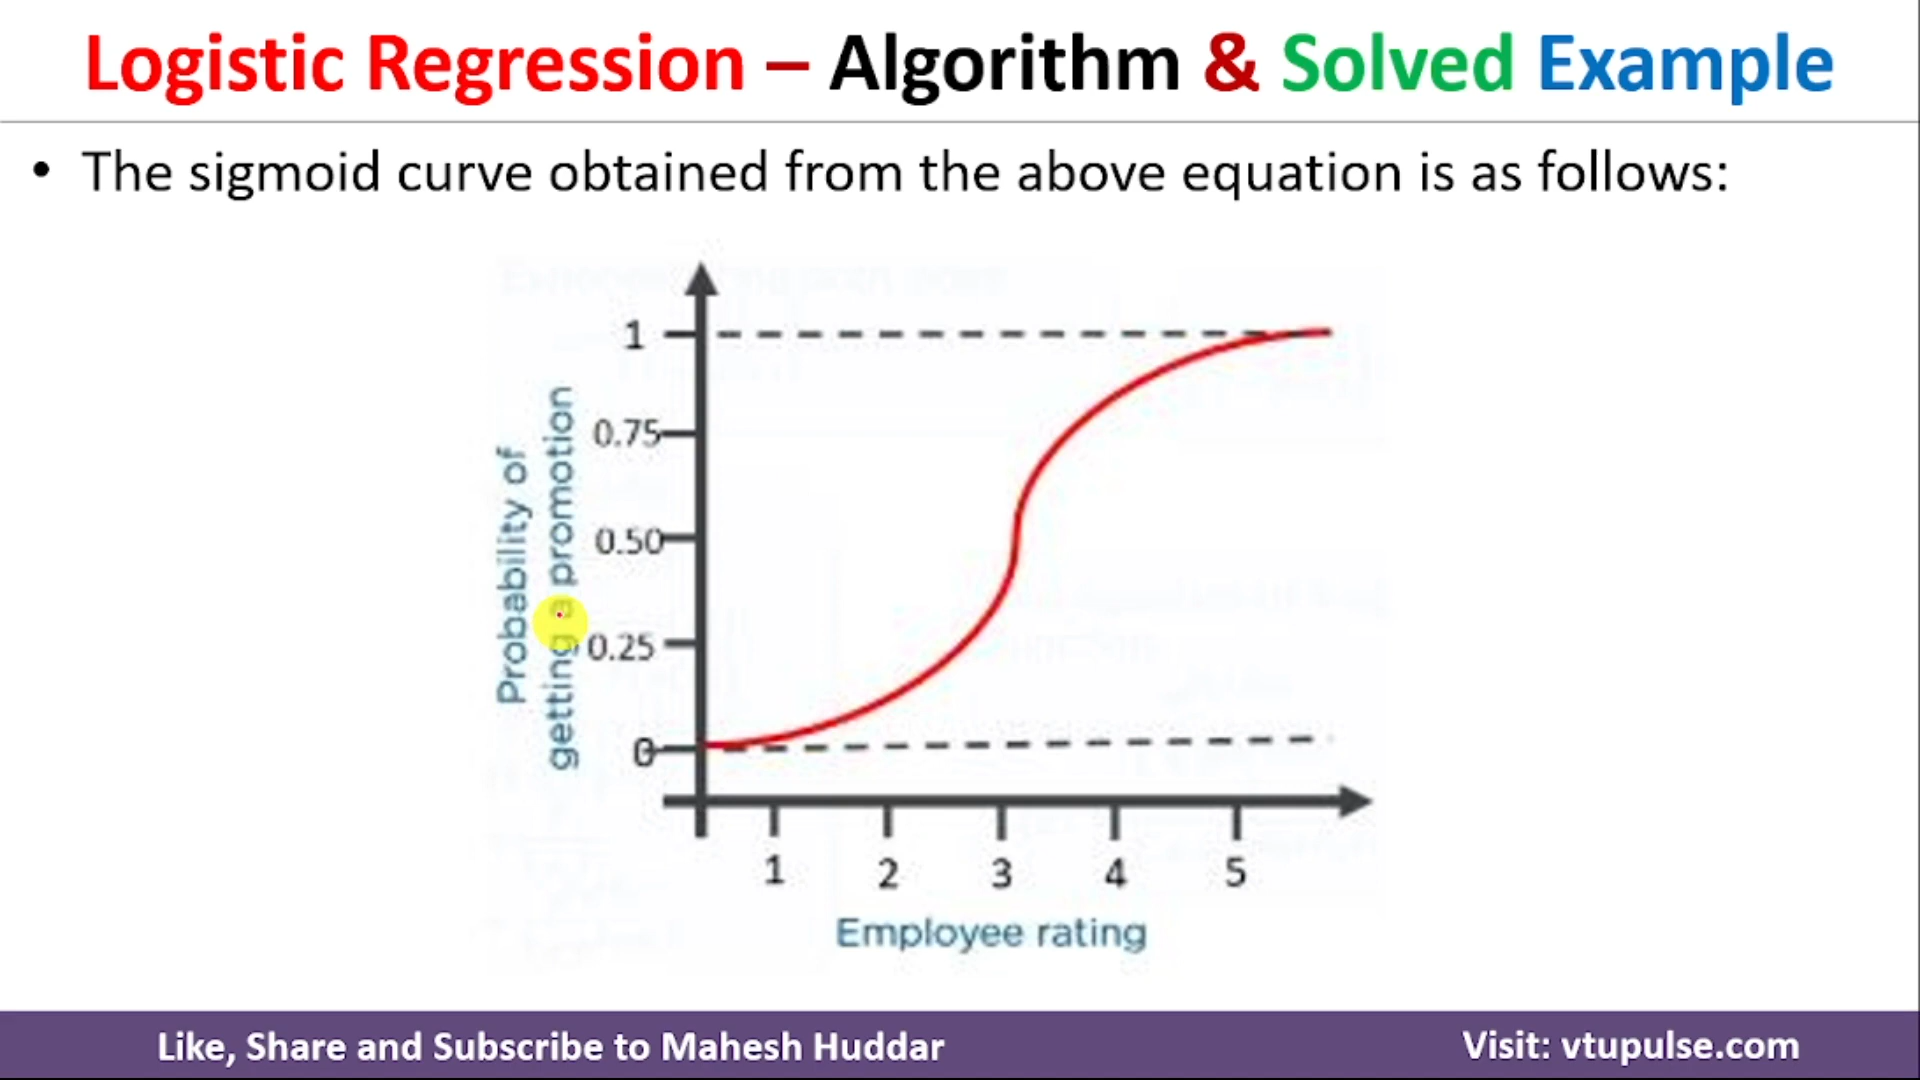 Logistic Regression – Algorithm & Solved Example
• The sigmoid curve obtained from the above equation is as follows:
Probability of
getting a promotion
1
0.75
0.50
0.25
0
1 2 3 4 5
Employee rating
Like, Share and Subscribe to Mahesh Huddar
Visit: vtupulse.com